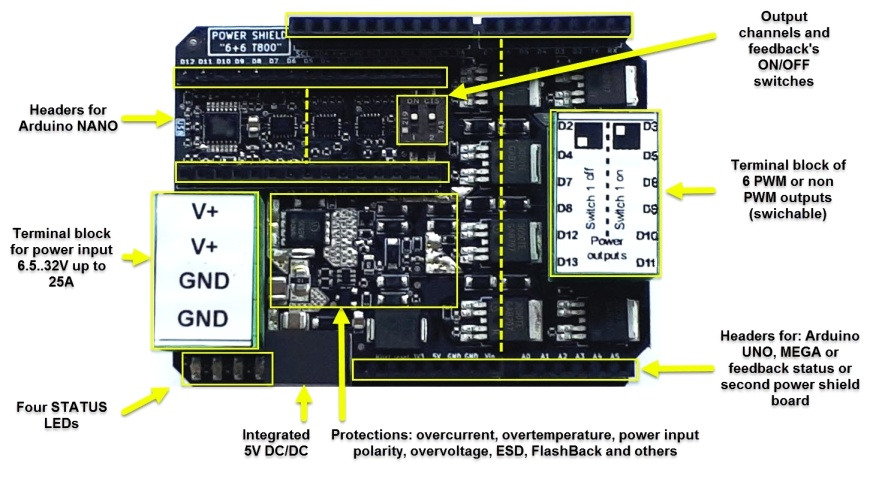 POWER SHIELD
"6+6 T800"
Output
channels and
feedback's
ON/OFF
switches
D12 D11 D10 D9 D8 D7 D6
Headers for
Arduino NANO
ON CTS
D2
D3
D4
D5
D7
D6
D8
D9
D12
D10
D13
D11
Switch 1 off
Switch 1 on
Power
outputs
Terminal block of
6 PWM or non
PWM outputs
(swichable)
Terminal block
for power input
6.5..32V up to
25A
V+
V+
GND
GND
5V GND GND Vin A0 A1 A2 A3 A4 A5
Headers for: Arduino
UNO, MEGA or
feedback status or
second power shield
board
Four STATUS
LEDs
Integrated
5V DC/DC
Protections: overcurrent, overtemperature, power input
polarity, overvoltage, ESD, FlashBack and others